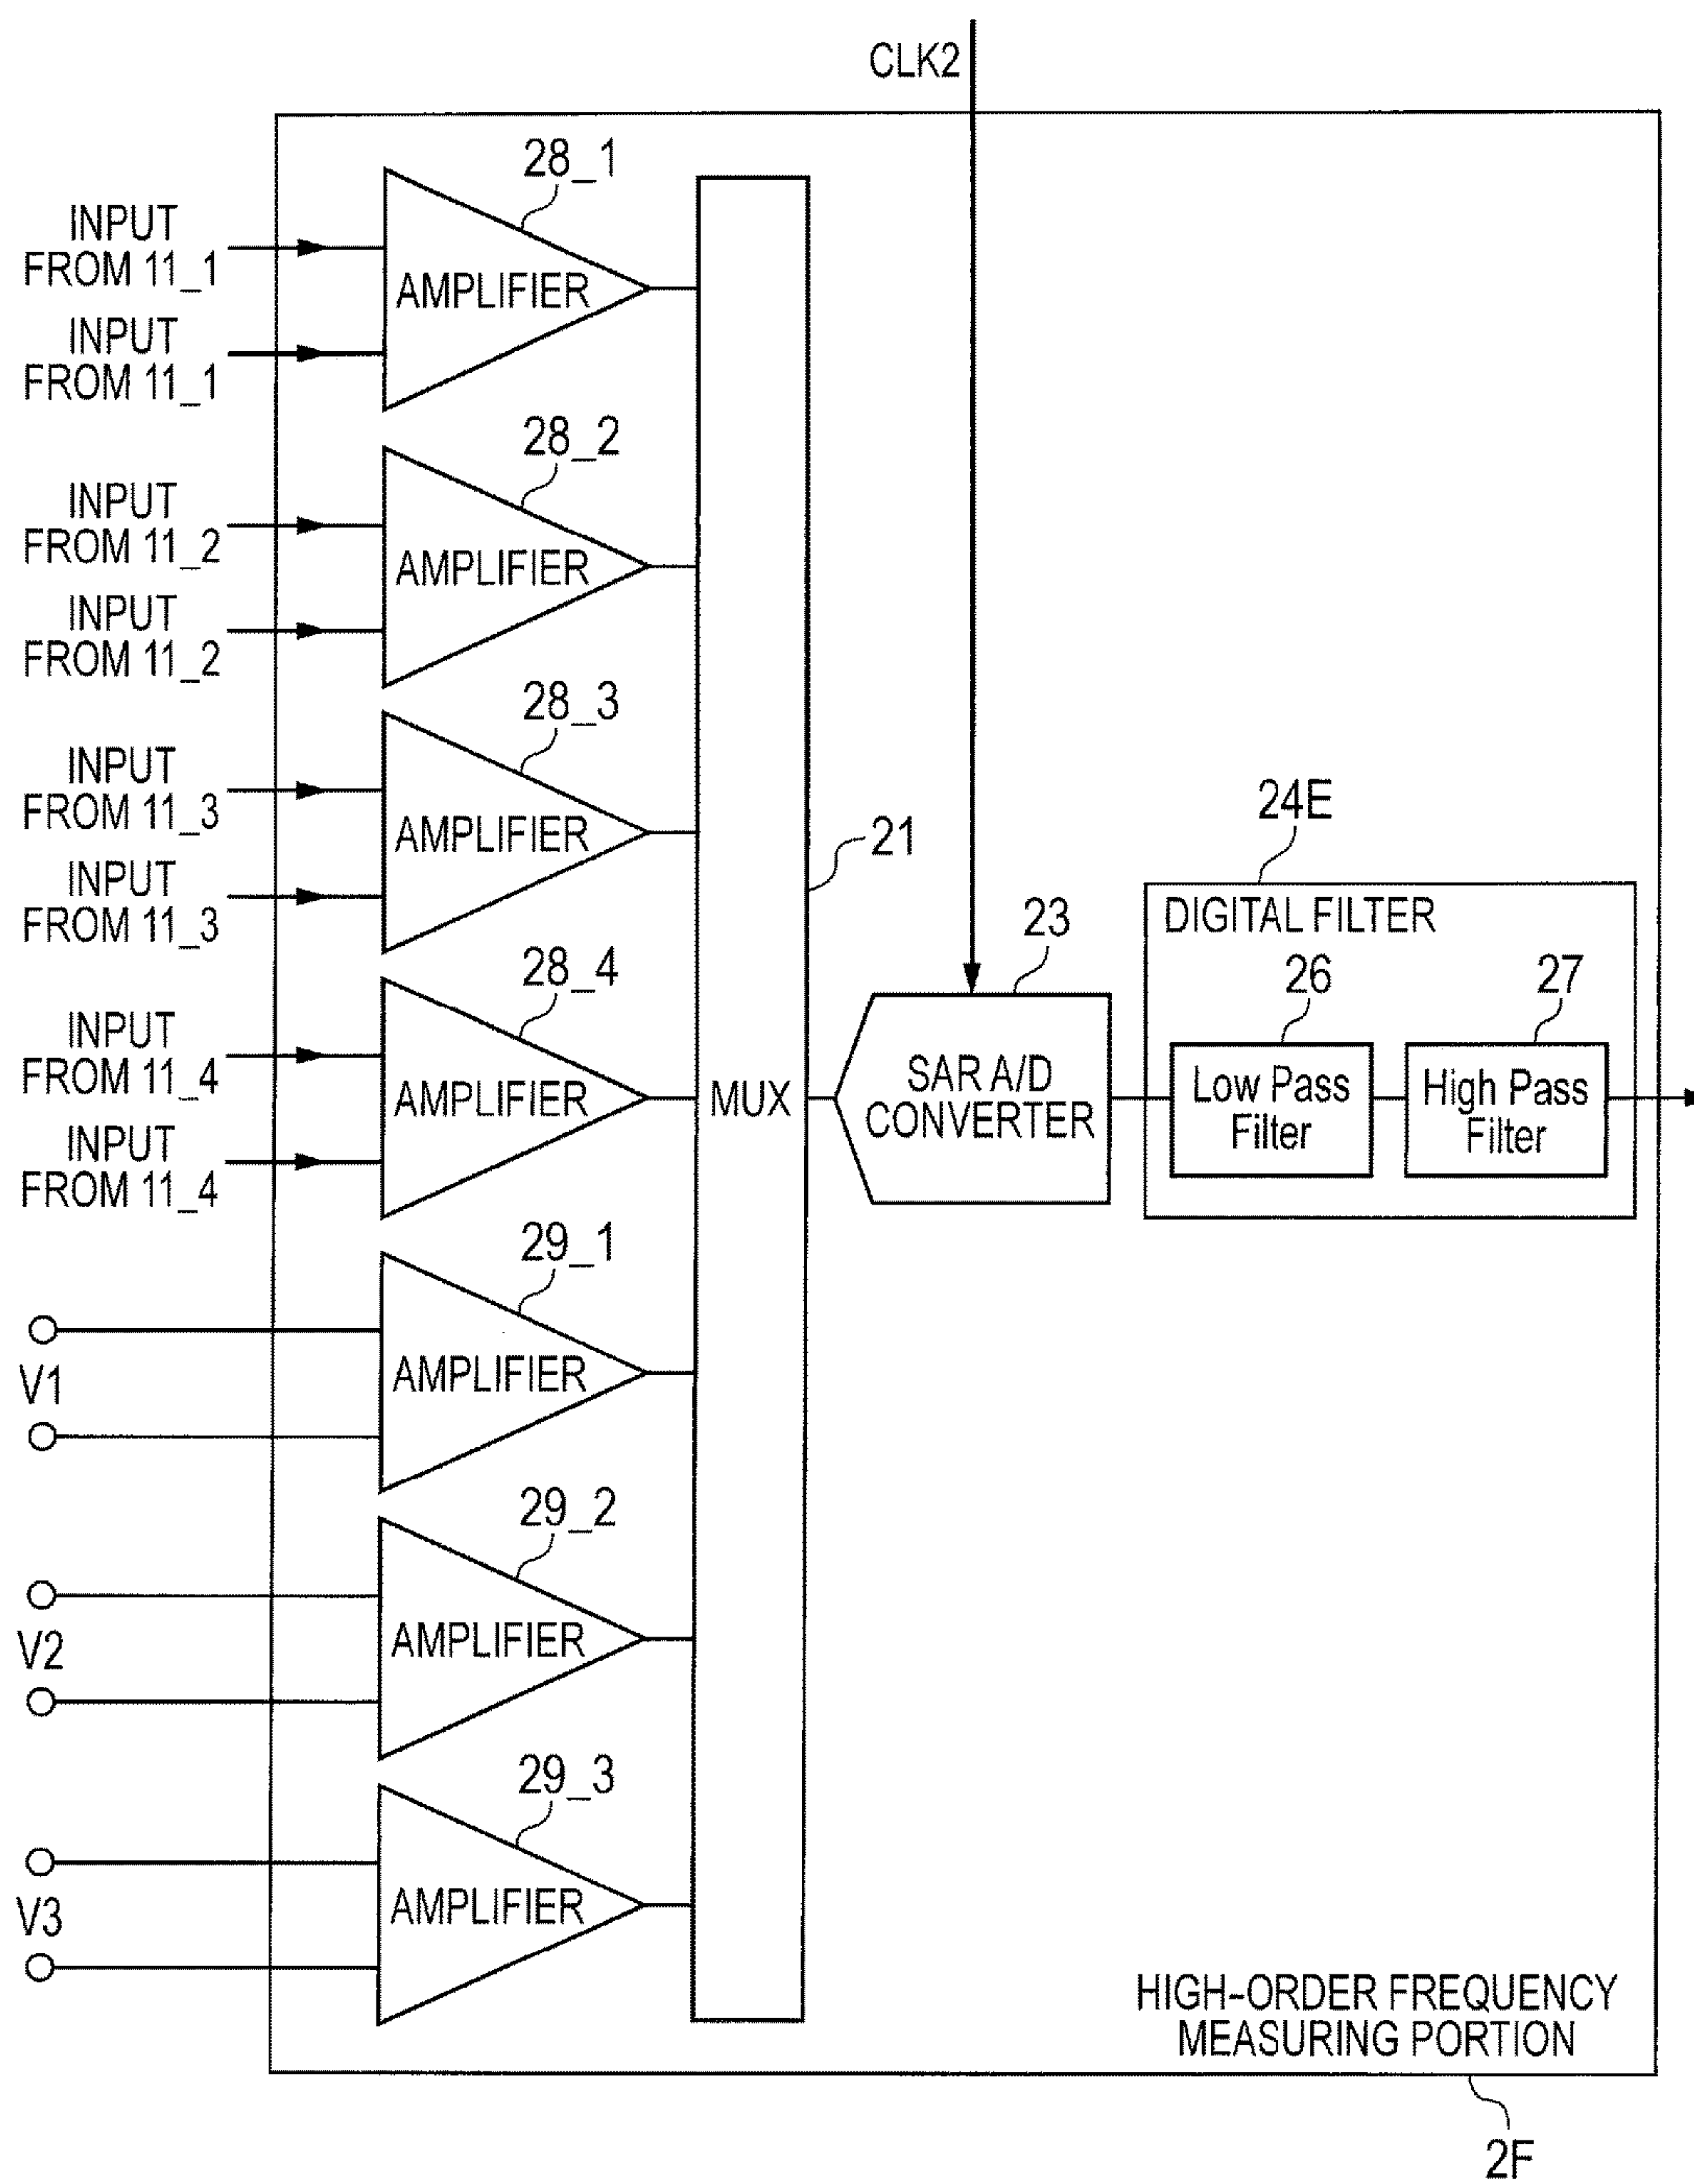 CLK2
28_1
INPUT
FROM 11_1
AMPLIFIER
INPUT
FROM 11_1
28_2
INPUT
FROM 11_2
AMPLIFIER
INPUT
FROM 11_2
28_3
INPUT
FROM 11_3
AMPLIFIER
INPUT
FROM 11_3
21
24E
DIGITAL FILTER
23
26
27
28_4
INPUT
FROM 11_4
AMPLIFIER
MUX
SAR A/D
CONVERTER
Low Pass
Filter
High Pass
Filter
INPUT
FROM 11_4
29_1
V1
AMPLIFIER
29_2
V2
AMPLIFIER
29_3
V3
AMPLIFIER
HIGH-ORDER FREQUENCY
MEASURING PORTION
2F